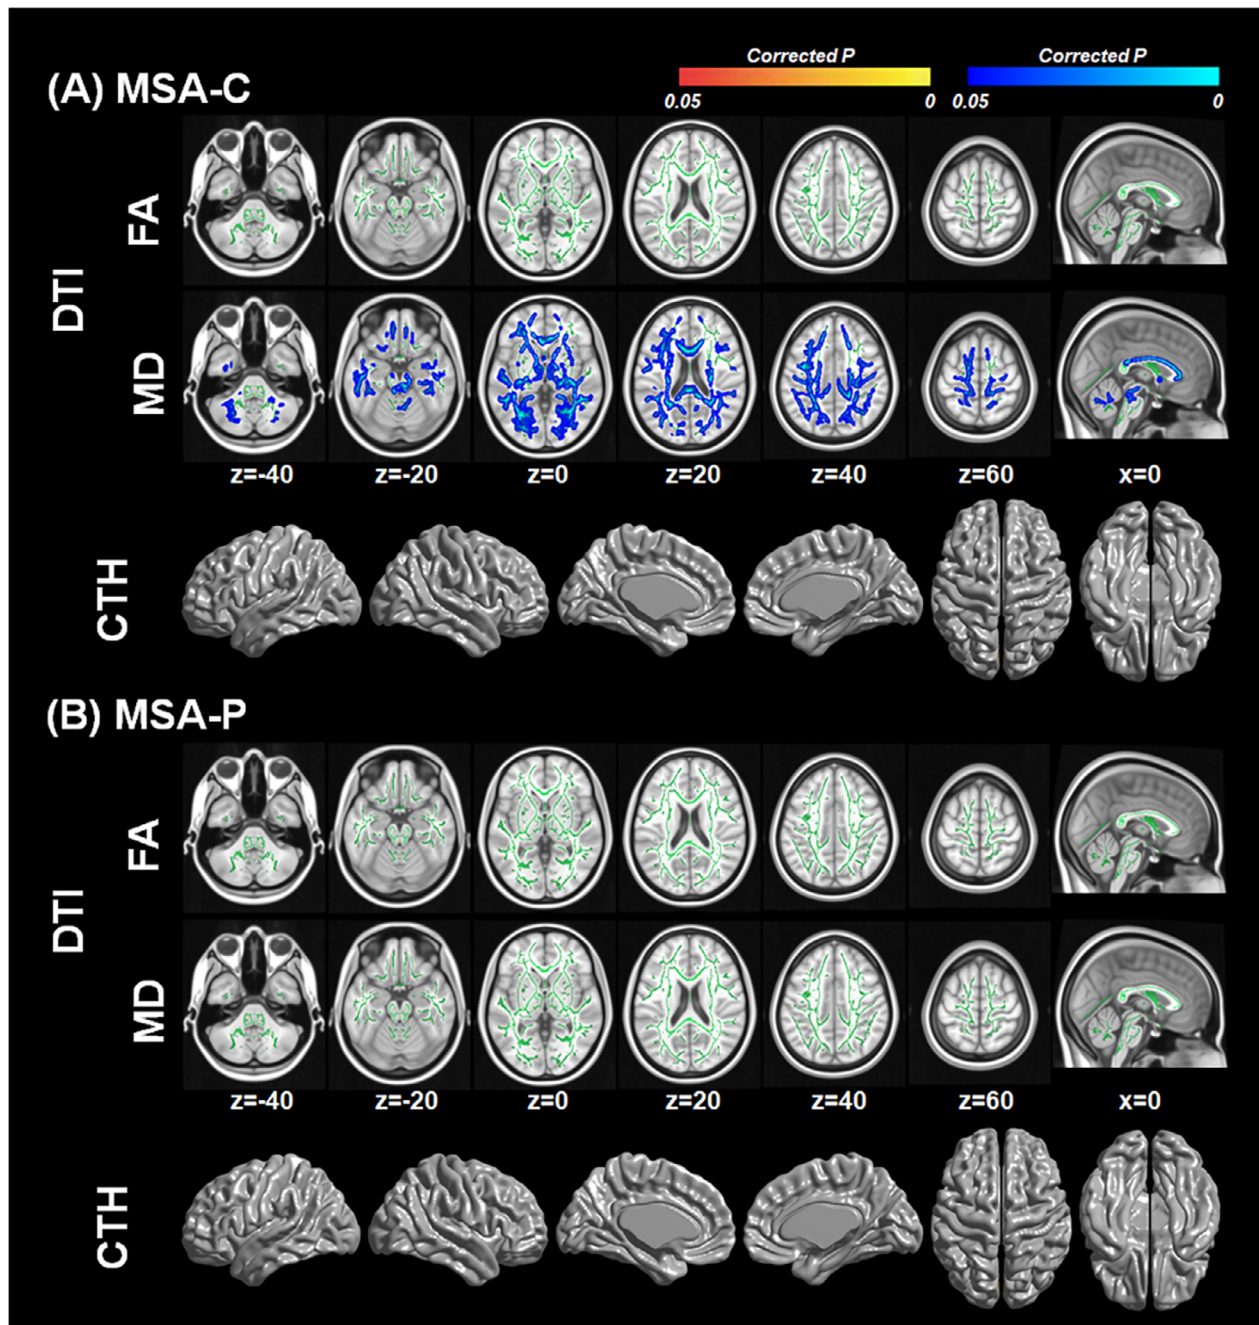 Corrected P Corrected P
(A) MSA-C
0.05 0 0.05 0
DTI
FA
MD
z=-40 z=-20 z=0 z=20 z=40 z=60 x=0
CTH
(B) MSA-P
DTI
FA
MD
z=-40 z=-20 z=0 z=20 z=40 z=60 x=0
CTH